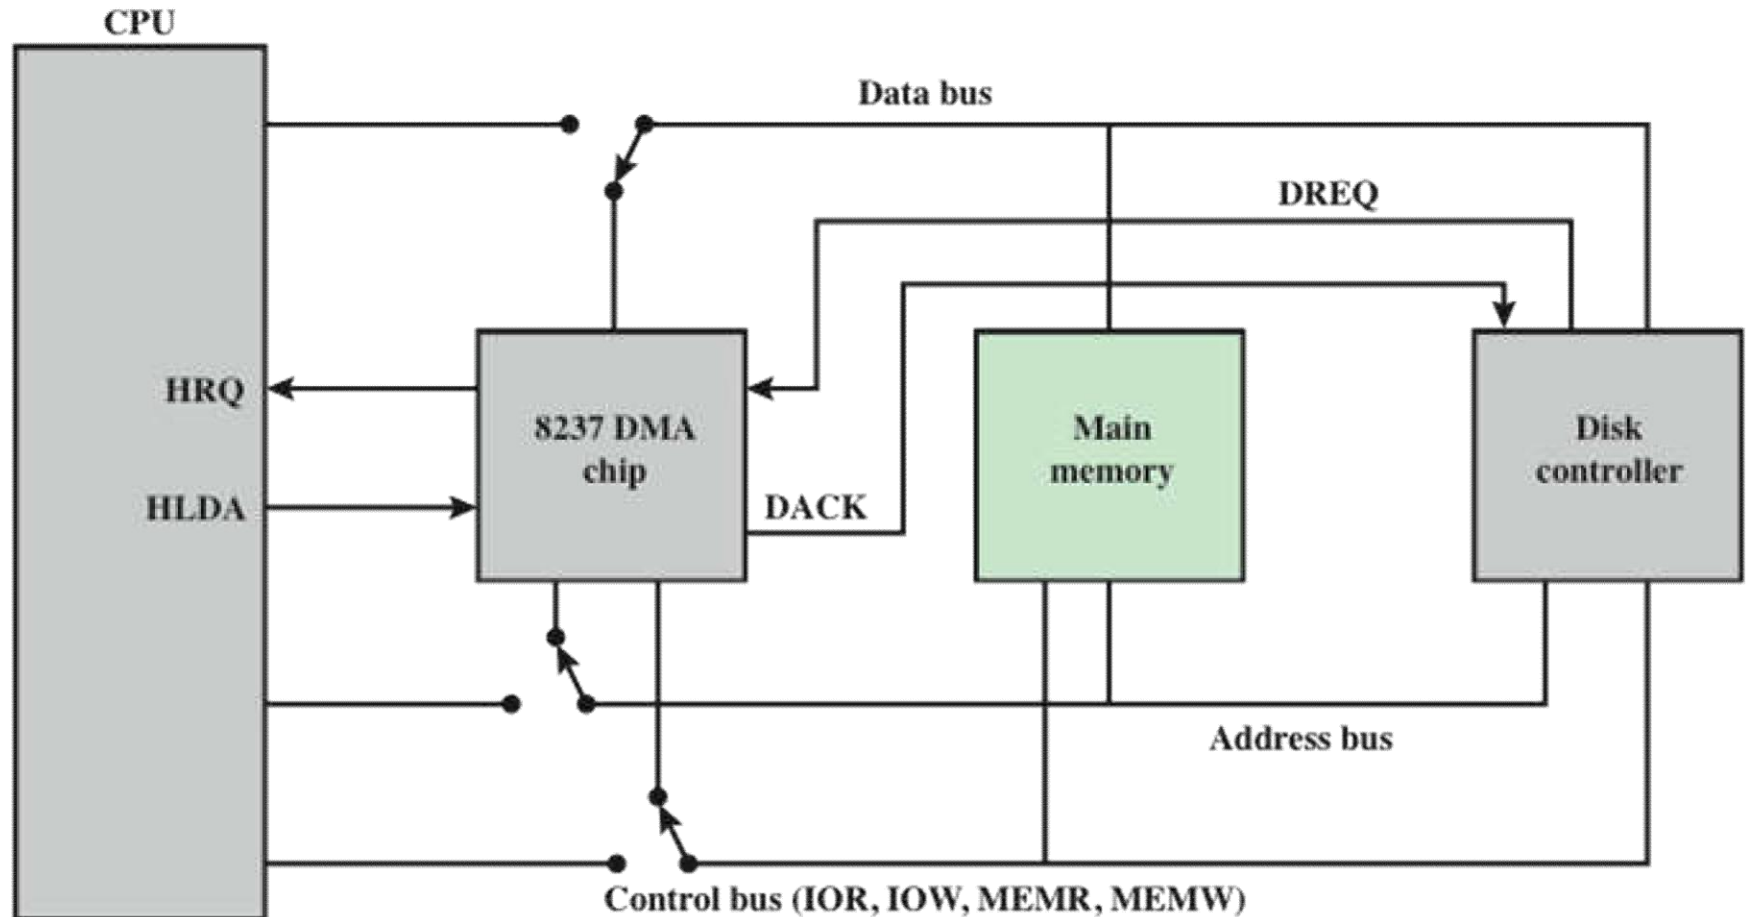 CPU
Data bus
DREQ
HRQ
8237 DMA
chip
Main
memory
Disk
controller
HLDA
DACK
Address bus
Control bus (IOR, IOW, MEMR, MEMW)